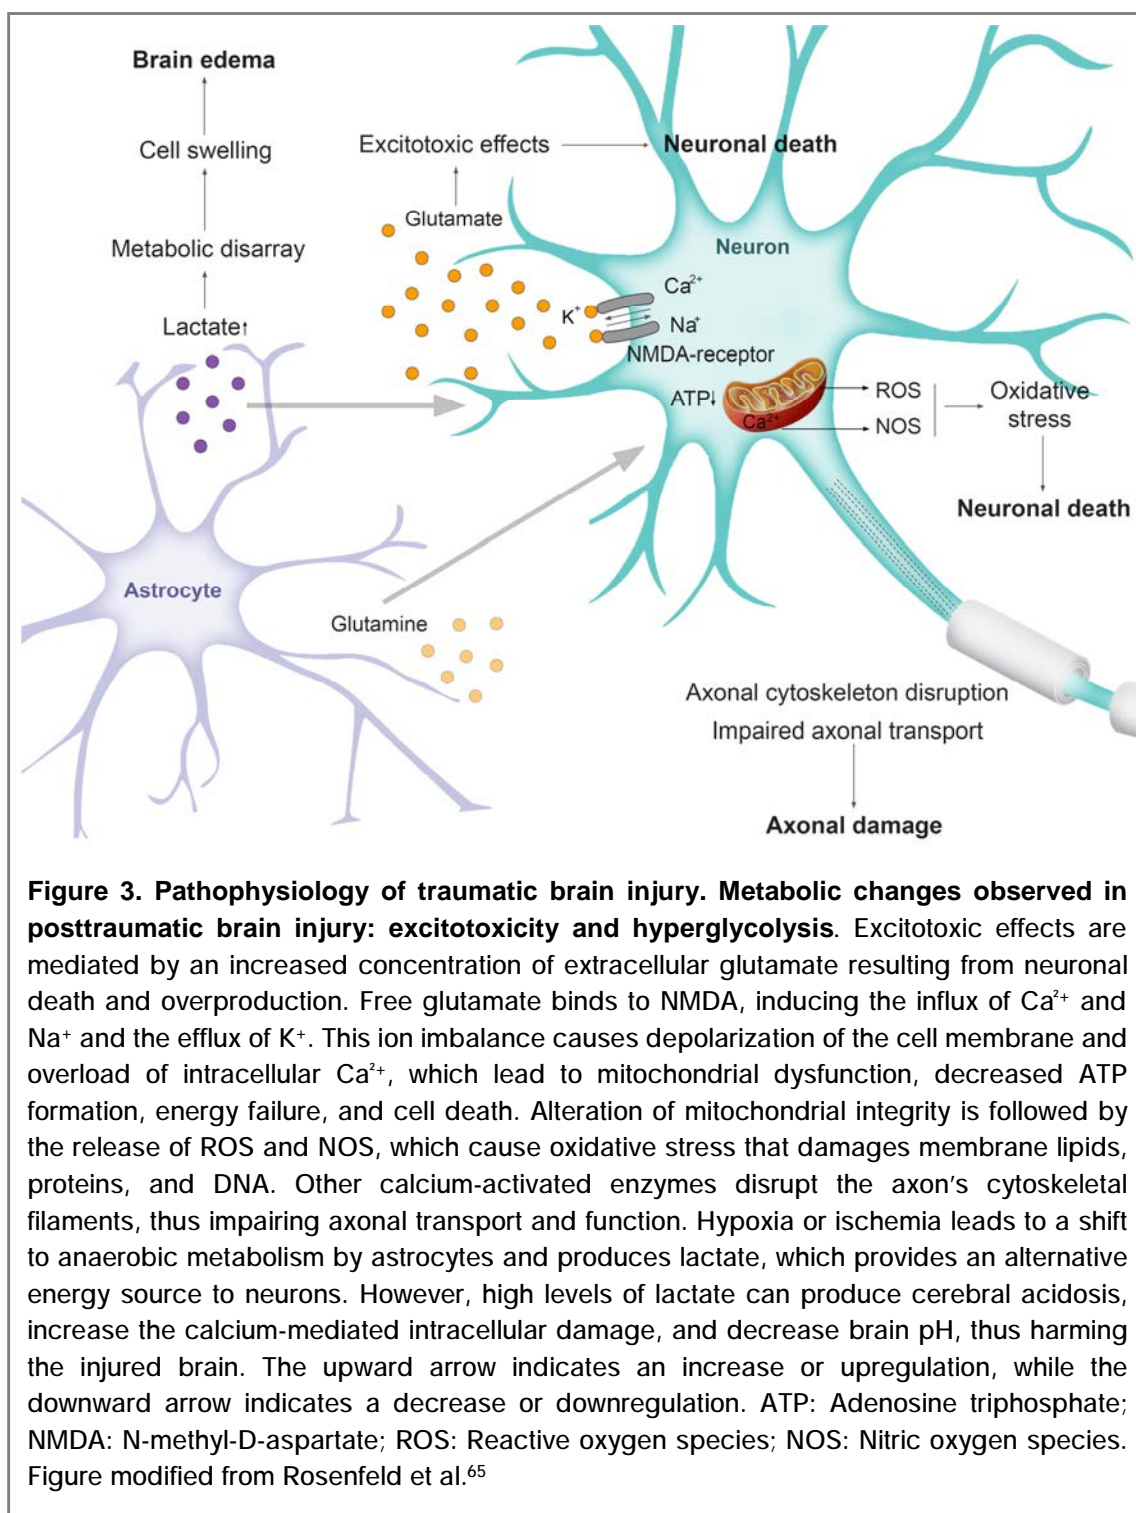 Brain edema
Cell swelling
Metabolic disarray
Lactate↑
Excitotoxic effects
Neuronal death
Glutamate
Neuron
Ca²⁺
K⁺
Na⁺
NMDA-receptor
ATP↓
Ca²⁺
ROS
NOS
Oxidative
stress
Neuronal death
Astrocyte
Glutamine
Axonal cytoskeleton disruption
Impaired axonal transport
Axonal damage
Figure 3. Pathophysiology of traumatic brain injury. Metabolic changes observed in
posttraumatic brain injury: excitotoxicity and hyperglycolysis. Excitotoxic effects are
mediated by an increased concentration of extracellular glutamate resulting from neuronal
death and overproduction. Free glutamate binds to NMDA, inducing the influx of Ca²⁺ and
Na⁺ and the efflux of K⁺. This ion imbalance causes depolarization of the cell membrane and
overload of intracellular Ca²⁺, which lead to mitochondrial dysfunction, decreased ATP
formation, energy failure, and cell death. Alteration of mitochondrial integrity is followed by
the release of ROS and NOS, which cause oxidative stress that damages membrane lipids,
proteins, and DNA. Other calcium-activated enzymes disrupt the axon's cytoskeletal
filaments, thus impairing axonal transport and function. Hypoxia or ischemia leads to a shift
to anaerobic metabolism by astrocytes and produces lactate, which provides an alternative
energy source to neurons. However, high levels of lactate can produce cerebral acidosis,
increase the calcium-mediated intracellular damage, and decrease brain pH, thus harming
the injured brain. The upward arrow indicates an increase or upregulation, while the
downward arrow indicates a decrease or downregulation. ATP: Adenosine triphosphate;
NMDA: N-methyl-D-aspartate; ROS: Reactive oxygen species; NOS: Nitric oxygen species.
Figure modified from Rosenfeld et al.⁶⁵